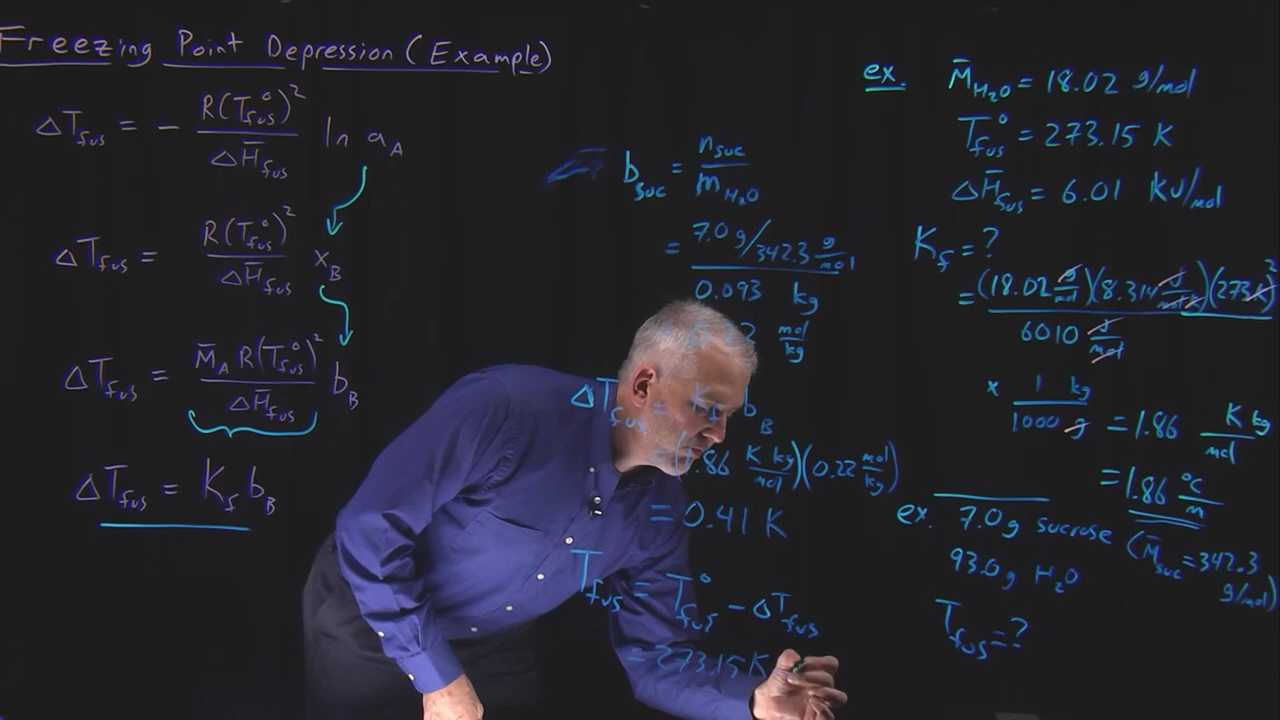 Freezing Point Depression (Example)
ΔT_fus = - R(T°_fus)² / ΔH̄_fus ln a_A
ΔT_fus = R(T°_fus)² / ΔH̄_fus x_B
ΔT_fus = M̄_A R(T°_fus)² / ΔH̄_fus b_B
ΔT_fus = K_f b_B
b_suc = n_suc / m_H₂O
= 7.0 g/342.3 g/mol / 0.093 kg
mol/kg
ΔT_fus = K_f b_B
= (1.86 K kg/mol)(0.22 mol/kg)
= 0.41 K
T_fus = T°_fus - ΔT_fus
= 273.15 K
ex. M̄_H₂O = 18.02 g/mol
T°_fus = 273.15 K
ΔH̄_fus = 6.01 kJ/mol
K_f = ?
= (18.02 g/mol)(8.314 J/mol K)(273 K)² / 6010 J/mol
x 1 kg / 1000 g = 1.86 K kg/mol
= 1.86 °C/m
ex. 7.0 g sucrose (M̄_suc = 342.3 g/mol)
93.0 g H₂O
T_fus = ?